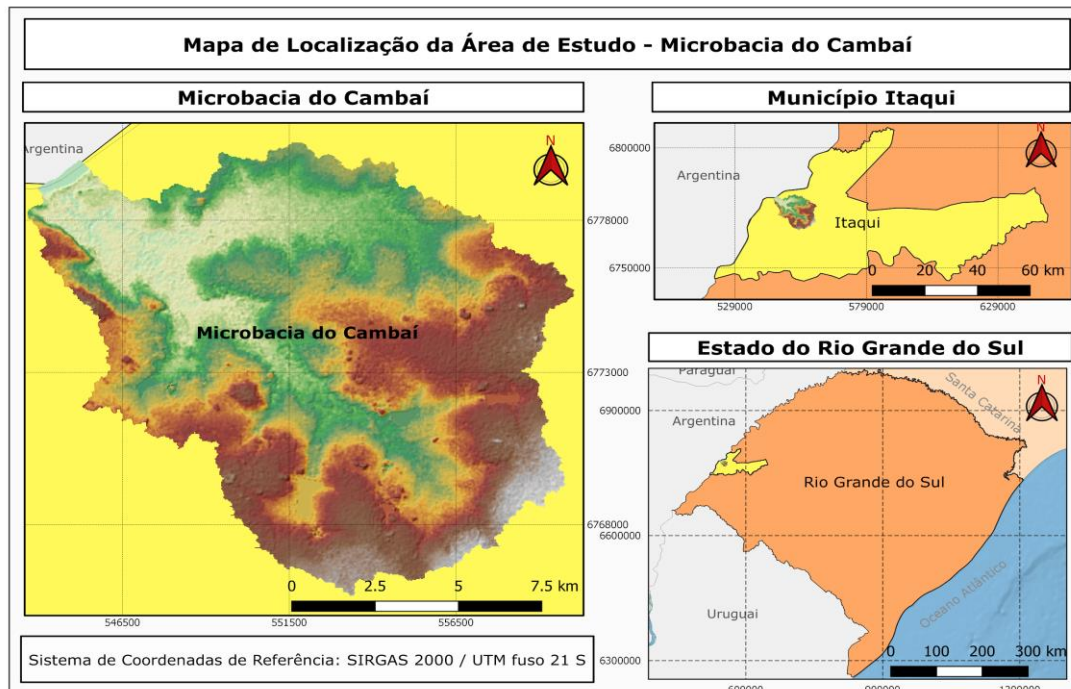 Mapa de Localização da Área de Estudo - Microbacia do Cambaí
Microbacia do Cambaí
Argentina
N
6778000
Microbacia do Cambaí
6773000
6768000
0 2.5 5 7.5 km
546500 551500 556500
Sistema de Coordenadas de Referência: SIRGAS 2000 / UTM fuso 21 S
Município Itaqui
N
6800000
Argentina
Itaqui
6750000
0 20 40 60 km
529000 579000 629000
Estado do Rio Grande do Sul
Paraguai
Santa Catarina
N
6900000
Argentina
Rio Grande do Sul
6600000
Oceano Atlântico
Uruguai
6300000
0 100 200 300 km